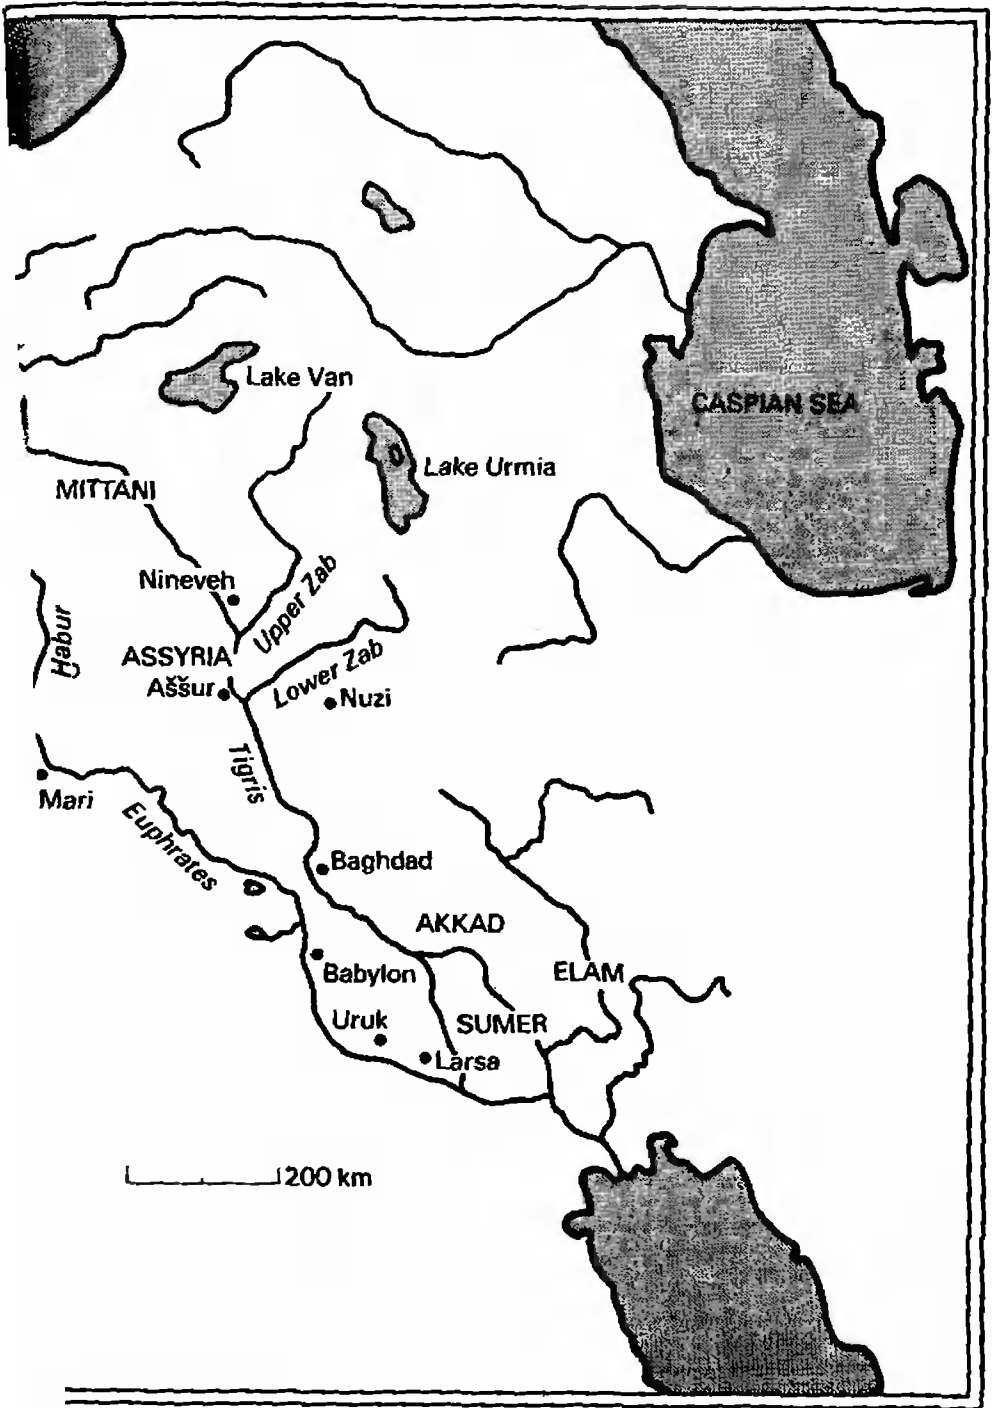 Lake Van
CASPIAN SEA
Lake Urmia
MITTANI
Nineveh
Upper Zab
Ḫabur
ASSYRIA
Lower Zab
Aššur
Nuzi
Tigris
Mari
Euphrates
Baghdad
AKKAD
Babylon
ELAM
Uruk
SUMER
Larsa
200 km